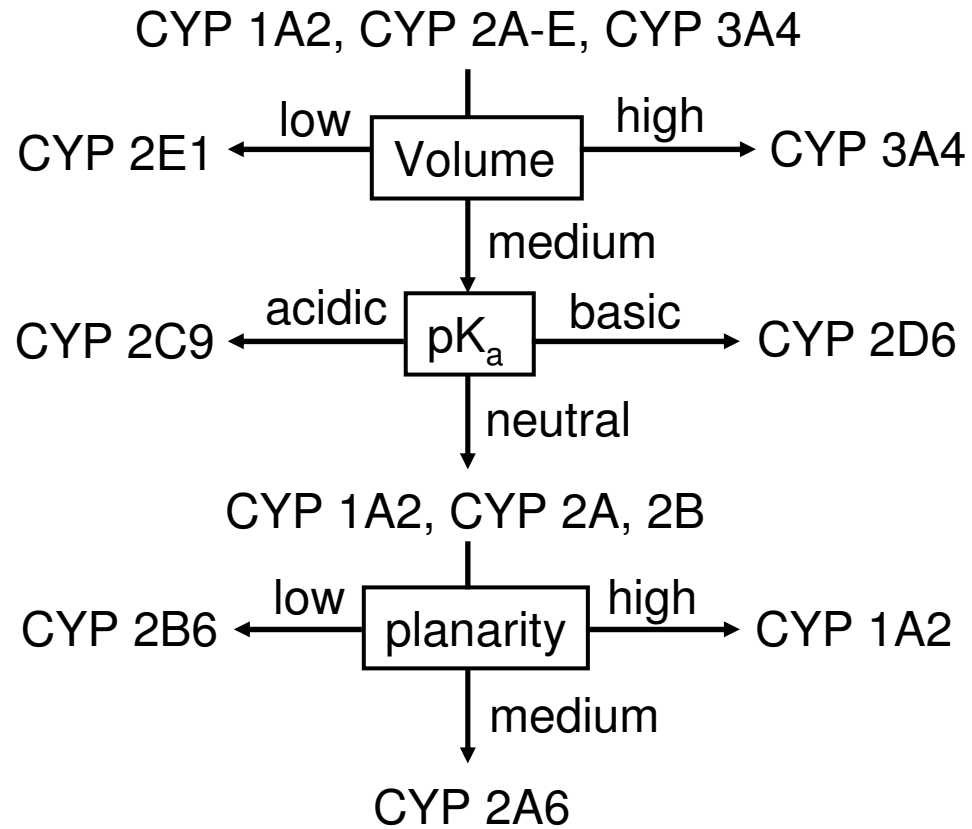 CYP 1A2, CYP 2A-E, CYP 3A4
low
high
CYP 2E1
Volume
CYP 3A4
medium
acidic
basic
CYP 2C9
pKa
CYP 2D6
neutral
CYP 1A2, CYP 2A, 2B
low
high
CYP 2B6
planarity
CYP 1A2
medium
CYP 2A6